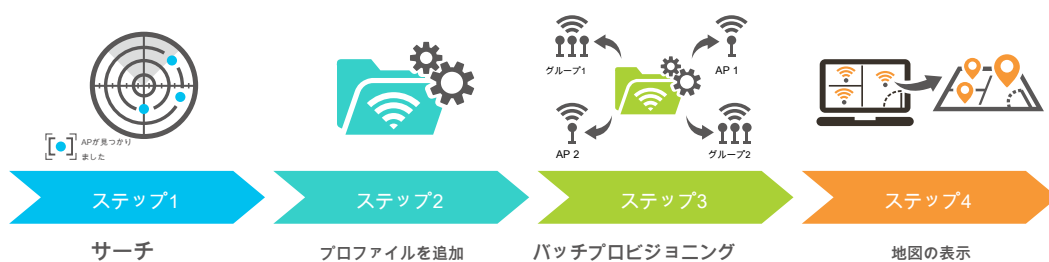 グループ1
AP 1
APが見つかり
ました
AP 2
グループ2
ステップ1
ステップ2
ステップ3
ステップ4
サーチ
プロファイルを追加
バッチプロビジョニング
地図の表示